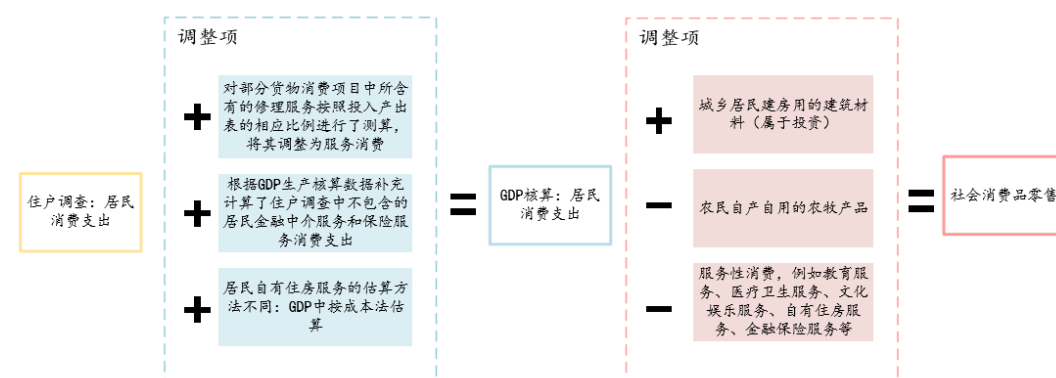 调整项
+
对部分货物消费项目中所含
有的修理服务按照投入产出
表的相应比例进行了测算，
将其调整为服务消费
住户调查：居民
消费支出
+
根据GDP生产核算数据补充
计算了住户调查中不包含的
居民金融中介服务和保险服
务消费支出
+
居民自有住房服务的估算方
法不同：GDP中按成本法估
算
=
GDP核算：居民
消费支出
调整项
+
城乡居民建房用的建筑材
料（属于投资）
−
农民自产自用的农牧产品
−
服务性消费，例如教育服
务、医疗卫生服务、文化
娱乐服务、自有住房服
务、金融保险服务等
=
社会消费品零售